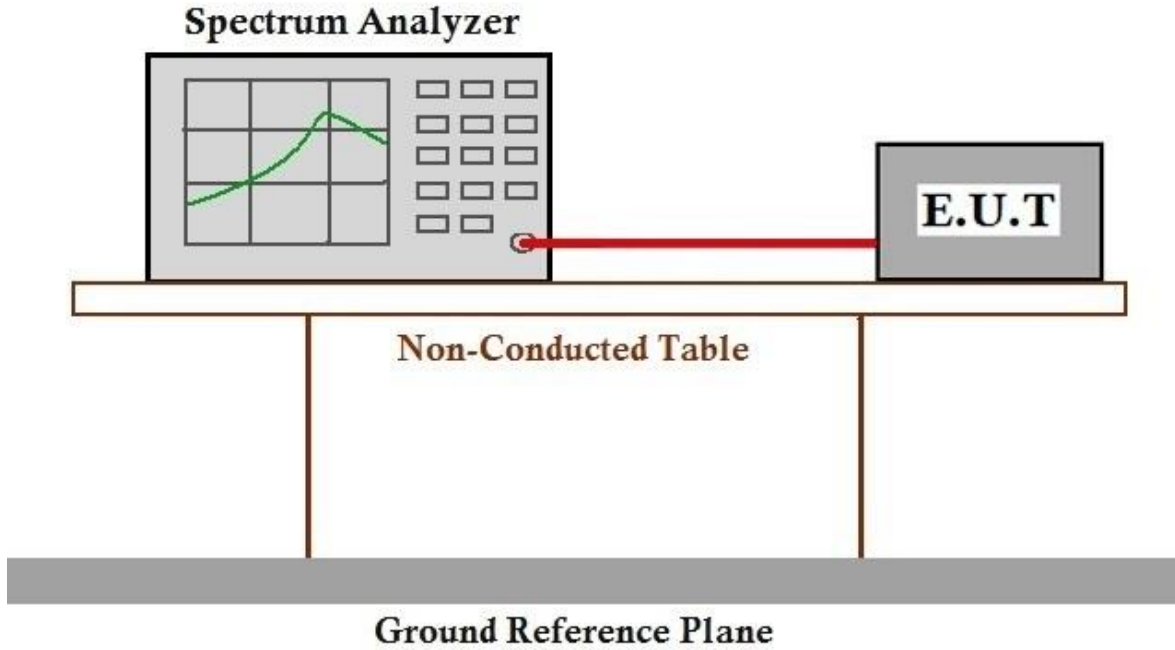 Spectrum Analyzer
E.U.T
Non-Conducted Table
Ground Reference Plane